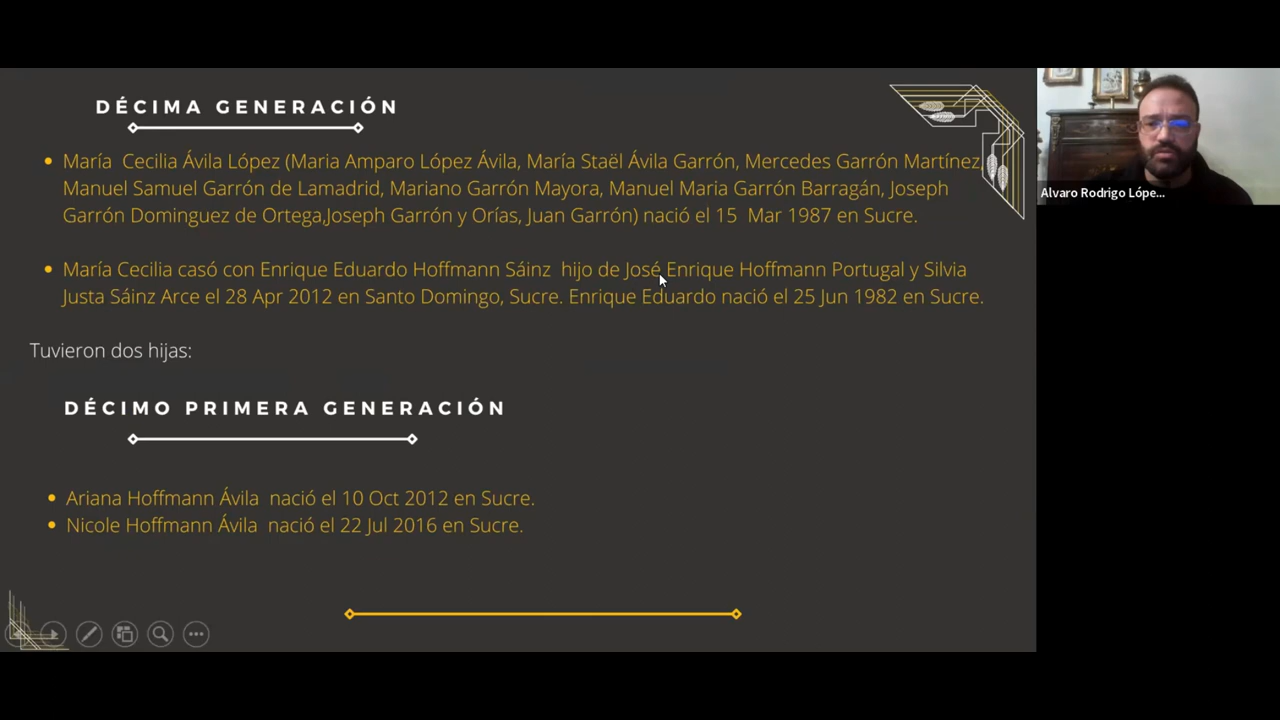 DÉCIMA GENERACIÓN
María  Cecilia Ávila López (Maria Amparo López Ávila, María Staël Ávila Garrón, Mercedes Garrón Martínez,
Manuel Samuel Garrón de Lamadrid, Mariano Garrón Mayora, Manuel Maria Garrón Barragán, Joseph
Garrón Dominguez de Ortega,Joseph Garrón y Orías, Juan Garrón) nació el 15  Mar 1987 en Sucre.
María Cecilia casó con Enrique Eduardo Hoffmann Sáinz  hijo de José Enrique Hoffmann Portugal y Silvia
Justa Sáinz Arce el 28 Apr 2012 en Santo Domingo, Sucre. Enrique Eduardo nació el 25 Jun 1982 en Sucre.
Tuvieron dos hijas:
DÉCIMO PRIMERA GENERACIÓN
Ariana Hoffmann Ávila  nació el 10 Oct 2012 en Sucre.
Nicole Hoffmann Ávila  nació el 22 Jul 2016 en Sucre.
Alvaro Rodrigo Lópe...